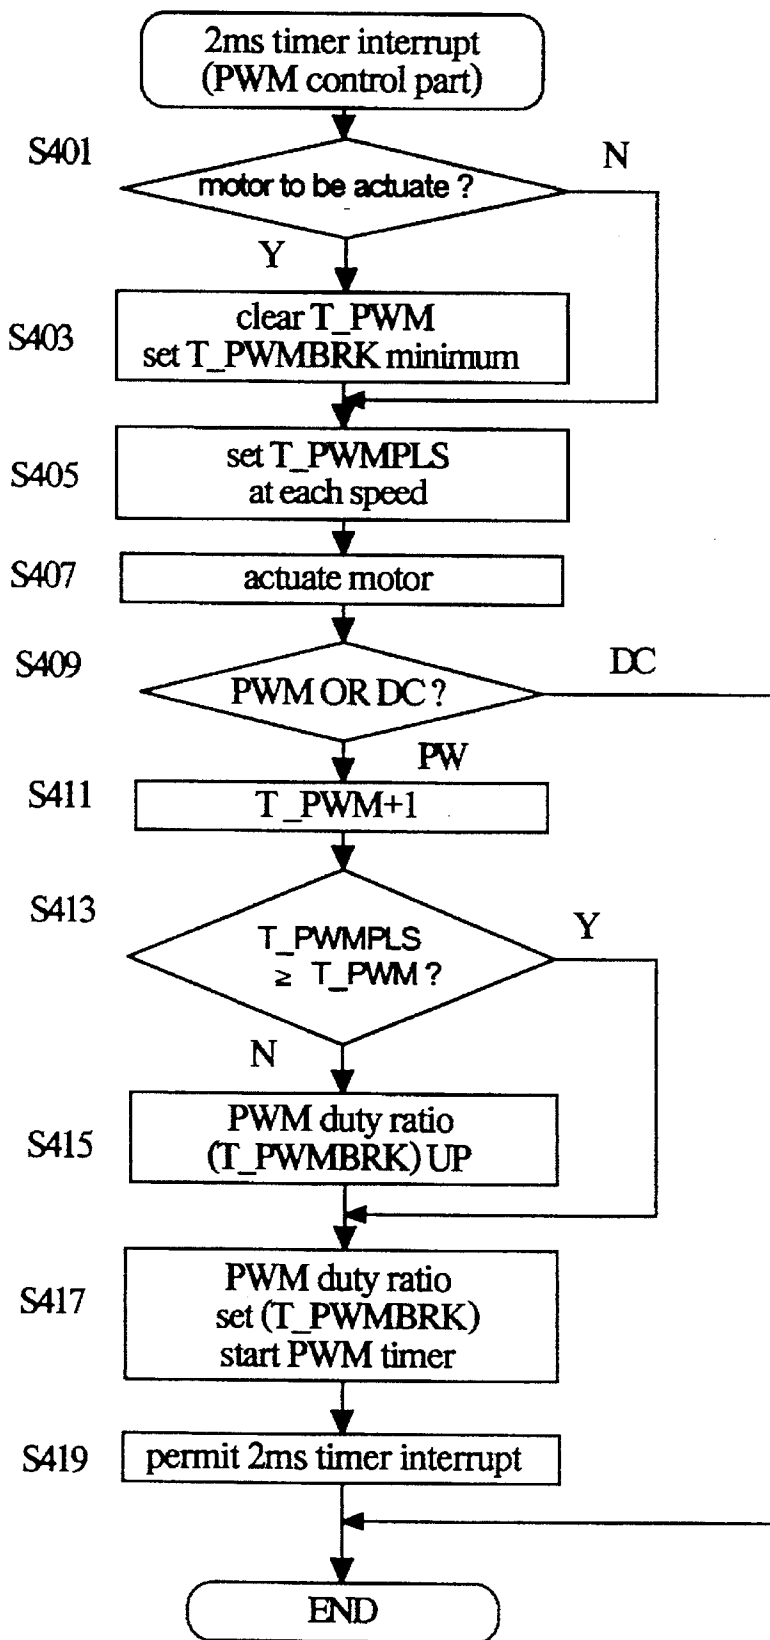 2ms timer interrupt
(PWM control part)
S401
motor to be actuate ?
N
Y
S403
clear T_PWM
set T_PWMBRK minimum
S405
set T_PWMPLS
at each speed
S407
actuate motor
S409
PWM OR DC ?
DC
PW
S411
T_PWM+1
S413
T_PWMPLS
≥ T_PWM ?
Y
N
S415
PWM duty ratio
(T_PWMBRK) UP
S417
PWM duty ratio
set (T_PWMBRK)
start PWM timer
S419
permit 2ms timer interrupt
END